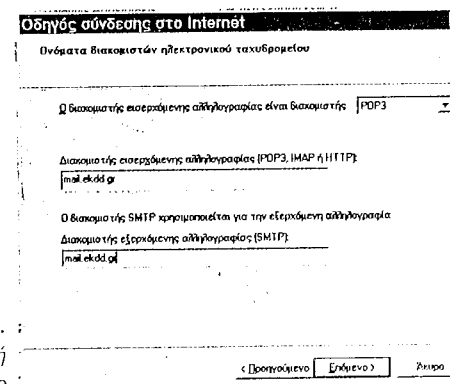 Οδηγός σύνδεσης στο Internet
Ονόματα διακομιστών ηλεκτρονικού ταχυδρομείου
Ο διακομιστής εισερχόμενης αλληλογραφίας είναι διακομιστής POP3
Διακομιστής εισερχόμενης αλληλογραφίας (POP3, IMAP ή HTTP):
mail.ekdd.gr
Ο διακομιστής SMTP χρησιμοποιείται για την εξερχόμενη αλληλογραφία
Διακομιστής εξερχόμενης αλληλογραφίας (SMTP):
mail.ekdd.gr
< Προηγούμενο Επόμενο > Άκυρο